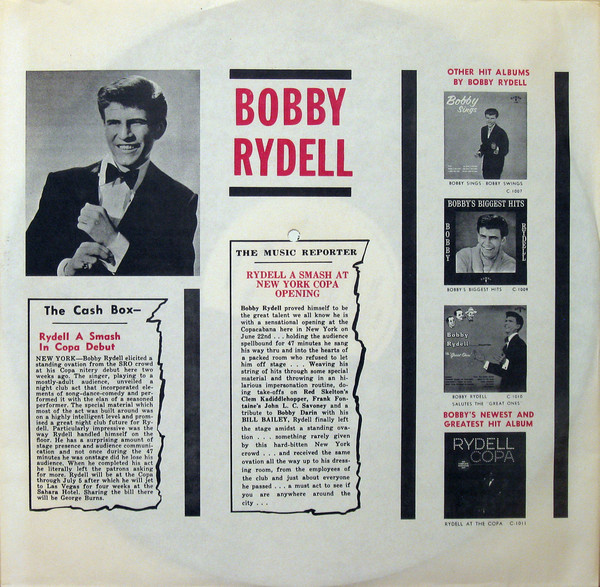 BOBBY
RYDELL
The Cash Box—
Rydell A Smash
In Copa Debut
NEW YORK—Bobby Rydell elicited a
standing ovation from the SRO crowd
at his Copa nitery debut here two
weeks ago. The singer, playing to a
mostly-adult audience, unveiled a
night club act that incorporated ele-
ments of song-dance-comedy and per-
formed it with the elan of a seasoned
performer. The special material which
most of the act was built around was
on a highly intelligent level and prom-
ised a great night club future for Ry-
dell. Particularly impressive was the
way Rydell handled himself on the
floor. He has a surprising amount of
stage presence and audience communi-
cation and not once during the 47
minutes he was onstage did he lose his
audience. When he completed his act
he literally left the patrons asking
for more. Rydell will be at the Copa
through July 5 after which he will jet
to Las Vegas for four weeks at the
Sahara Hotel. Sharing the bill there
will be George Burns.
THE MUSIC REPORTER
RYDELL A SMASH AT
NEW YORK COPA
OPENING
Bobby Rydell proved himself to be
the great talent we all know he is
with a sensational opening at the
Copacabana here in New York on
June 22nd . . . holding the audience
spellbound for 47 minutes he sang
his way thru and into the hearts of
a packed room who refused to let
him off stage . . . Weaving his
string of hits through some special
material and throwing in an hi-
larious impersonation routine, do-
ing take-offs on Red Skelton's
Clem Kadiddlehopper, Frank Fon-
taine's John L. C. Savoney and a
tribute to Bobby Darin with his
BILL BAILEY, Rydell finally left
the stage amidst a standing ova-
tion . . . something rarely given
by this hard-bitten New York
crowd . . . and received the same
ovation all the way up to his dress-
ing room, from the employees of
the club and just about everyone
he passed . . . a must act to see if
you are anywhere around the
city . . .
OTHER HIT ALBUMS
BY BOBBY RYDELL
Bobby
Sings
BOBBY SINGS· BOBBY SWINGS
C 1007
BOBBY'S BIGGEST HITS
BOBBY
RYDELL
BOBBY'S BIGGEST HITS C-1009
Bobby
Rydell
BOBBY RYDELL C-1010
SALUTES THE "GREAT ONES"
BOBBY'S NEWEST AND
GREATEST HIT ALBUM
RYDELL
COPA
RYDELL AT THE COPA C-1011